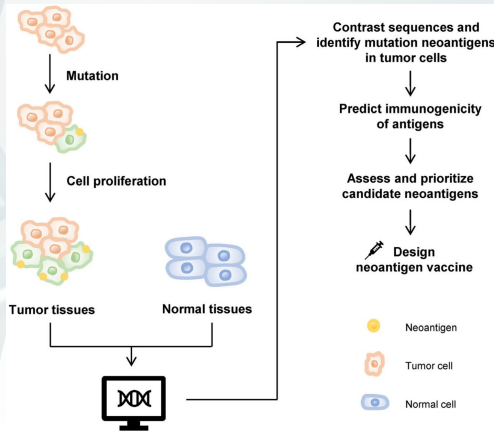 Mutation
Cell proliferation
Tumor tissues
Normal tissues
Contrast sequences and
identify mutation neoantigens
in tumor cells
Predict immunogenicity
of antigens
Assess and prioritize
candidate neoantigens
Design
neoantigen vaccine
Neoantigen
Tumor cell
Normal cell